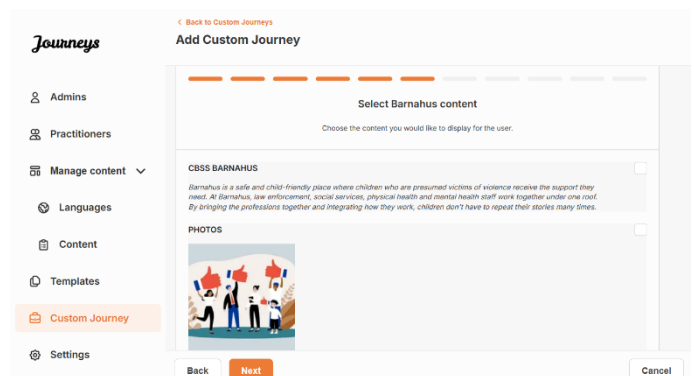 Journeys
Admins
Practitioners
Manage content
Languages
Content
Templates
Custom Journey
Settings
Back to Custom Journeys
Add Custom Journey
Select Barnahus content
Choose the content you would like to display for the user.
CBSS BARNAHUS
Barnahus is a safe and child-friendly place where children who are presumed victims of violence receive the support they
need. At Barnahus, law enforcement, social services, physical health and mental health staff work together under one roof.
By bringing the professions together and integrating how they work, children don't have to repeat their stories many times.
PHOTOS
Back
Next
Cancel